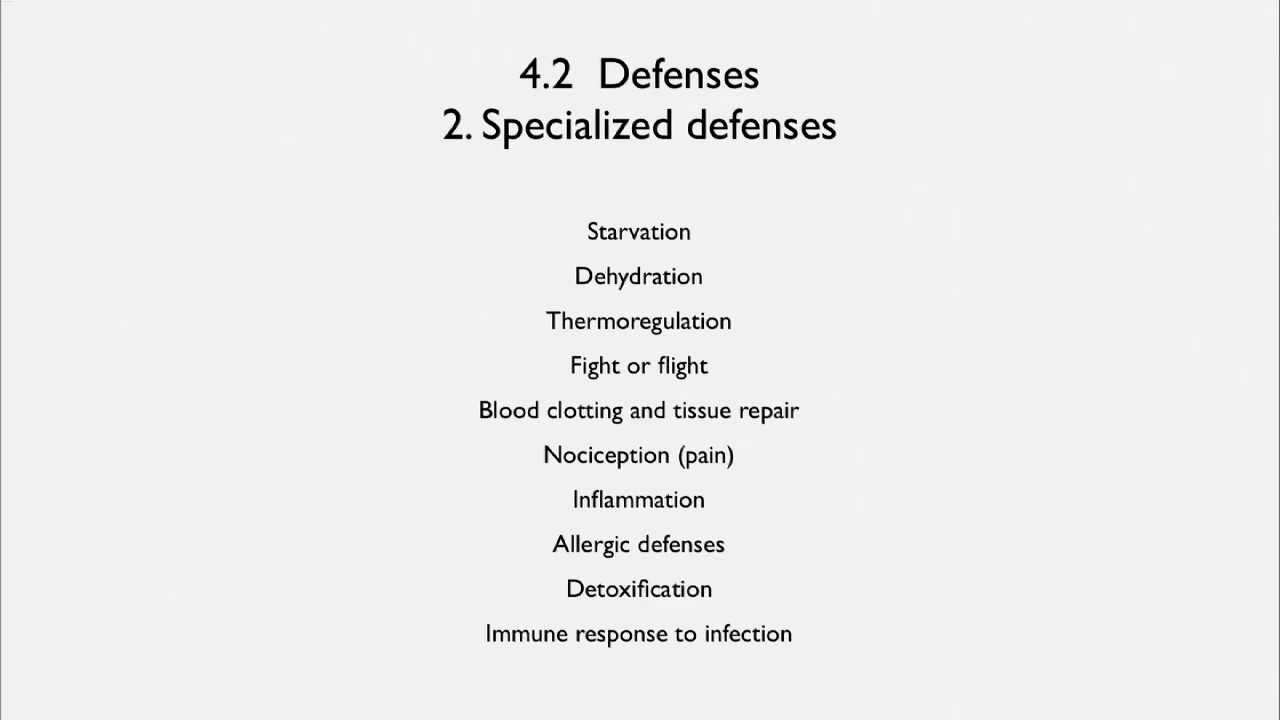 4.2 Defenses
2. Specialized defenses
Starvation
Dehydration
Thermoregulation
Fight or flight
Blood clotting and tissue repair
Nociception (pain)
Inflammation
Allergic defenses
Detoxification
Immune response to infection